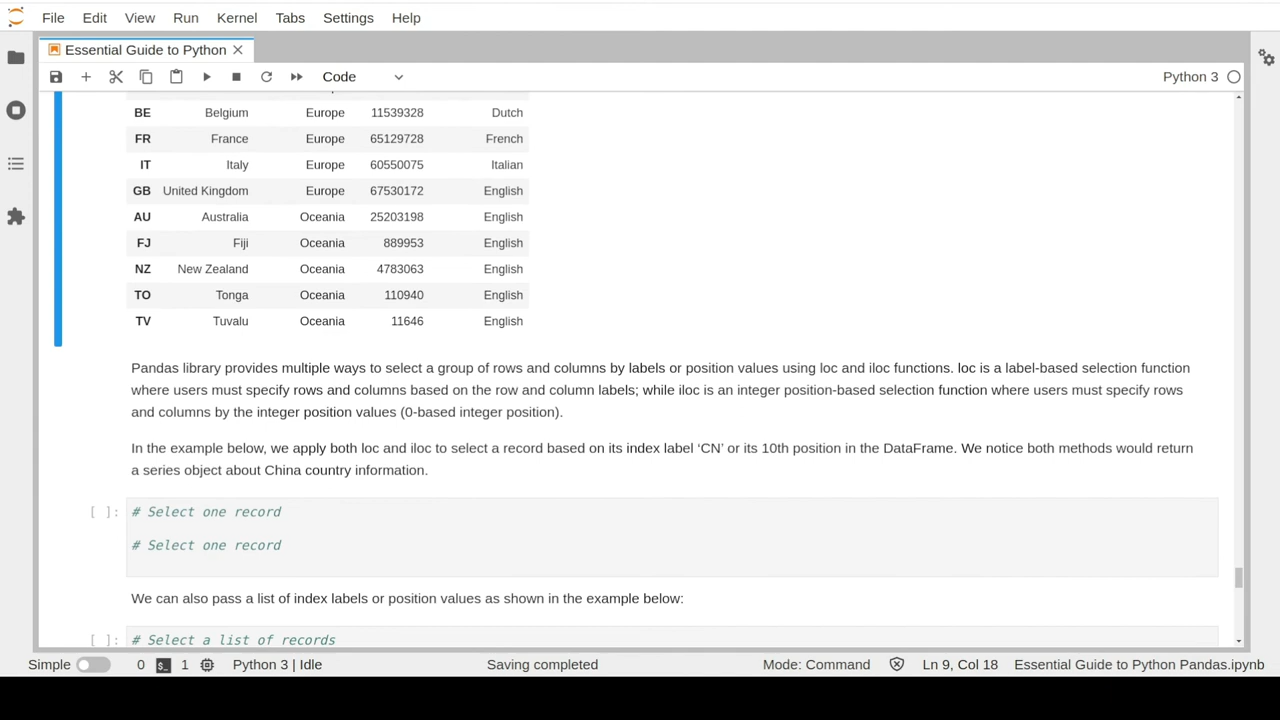 File Edit View Run Kernel Tabs Settings Help
Essential Guide to Python
Code
Python 3
BE Belgium Europe 11539328 Dutch
FR France Europe 65129728 French
IT Italy Europe 60550075 Italian
GB United Kingdom Europe 67530172 English
AU Australia Oceania 25203198 English
FJ Fiji Oceania 889953 English
NZ New Zealand Oceania 4783063 English
TO Tonga Oceania 110940 English
TV Tuvalu Oceania 11646 English
Pandas library provides multiple ways to select a group of rows and columns by labels or position values using loc and iloc functions. loc is a label-based selection function
where users must specify rows and columns based on the row and column labels; while iloc is an integer position-based selection function where users must specify rows
and columns by the integer position values (0-based integer position).
In the example below, we apply both loc and iloc to select a record based on its index label ‘CN’ or its 10th position in the DataFrame. We notice both methods would return
a series object about China country information.
[ ]: # Select one record
# Select one record
We can also pass a list of index labels or position values as shown in the example below:
[ ]: # Select a list of records
Simple 0 $_ 1 Python 3 | Idle Saving completed Mode: Command Ln 9, Col 18 Essential Guide to Python Pandas.ipynb